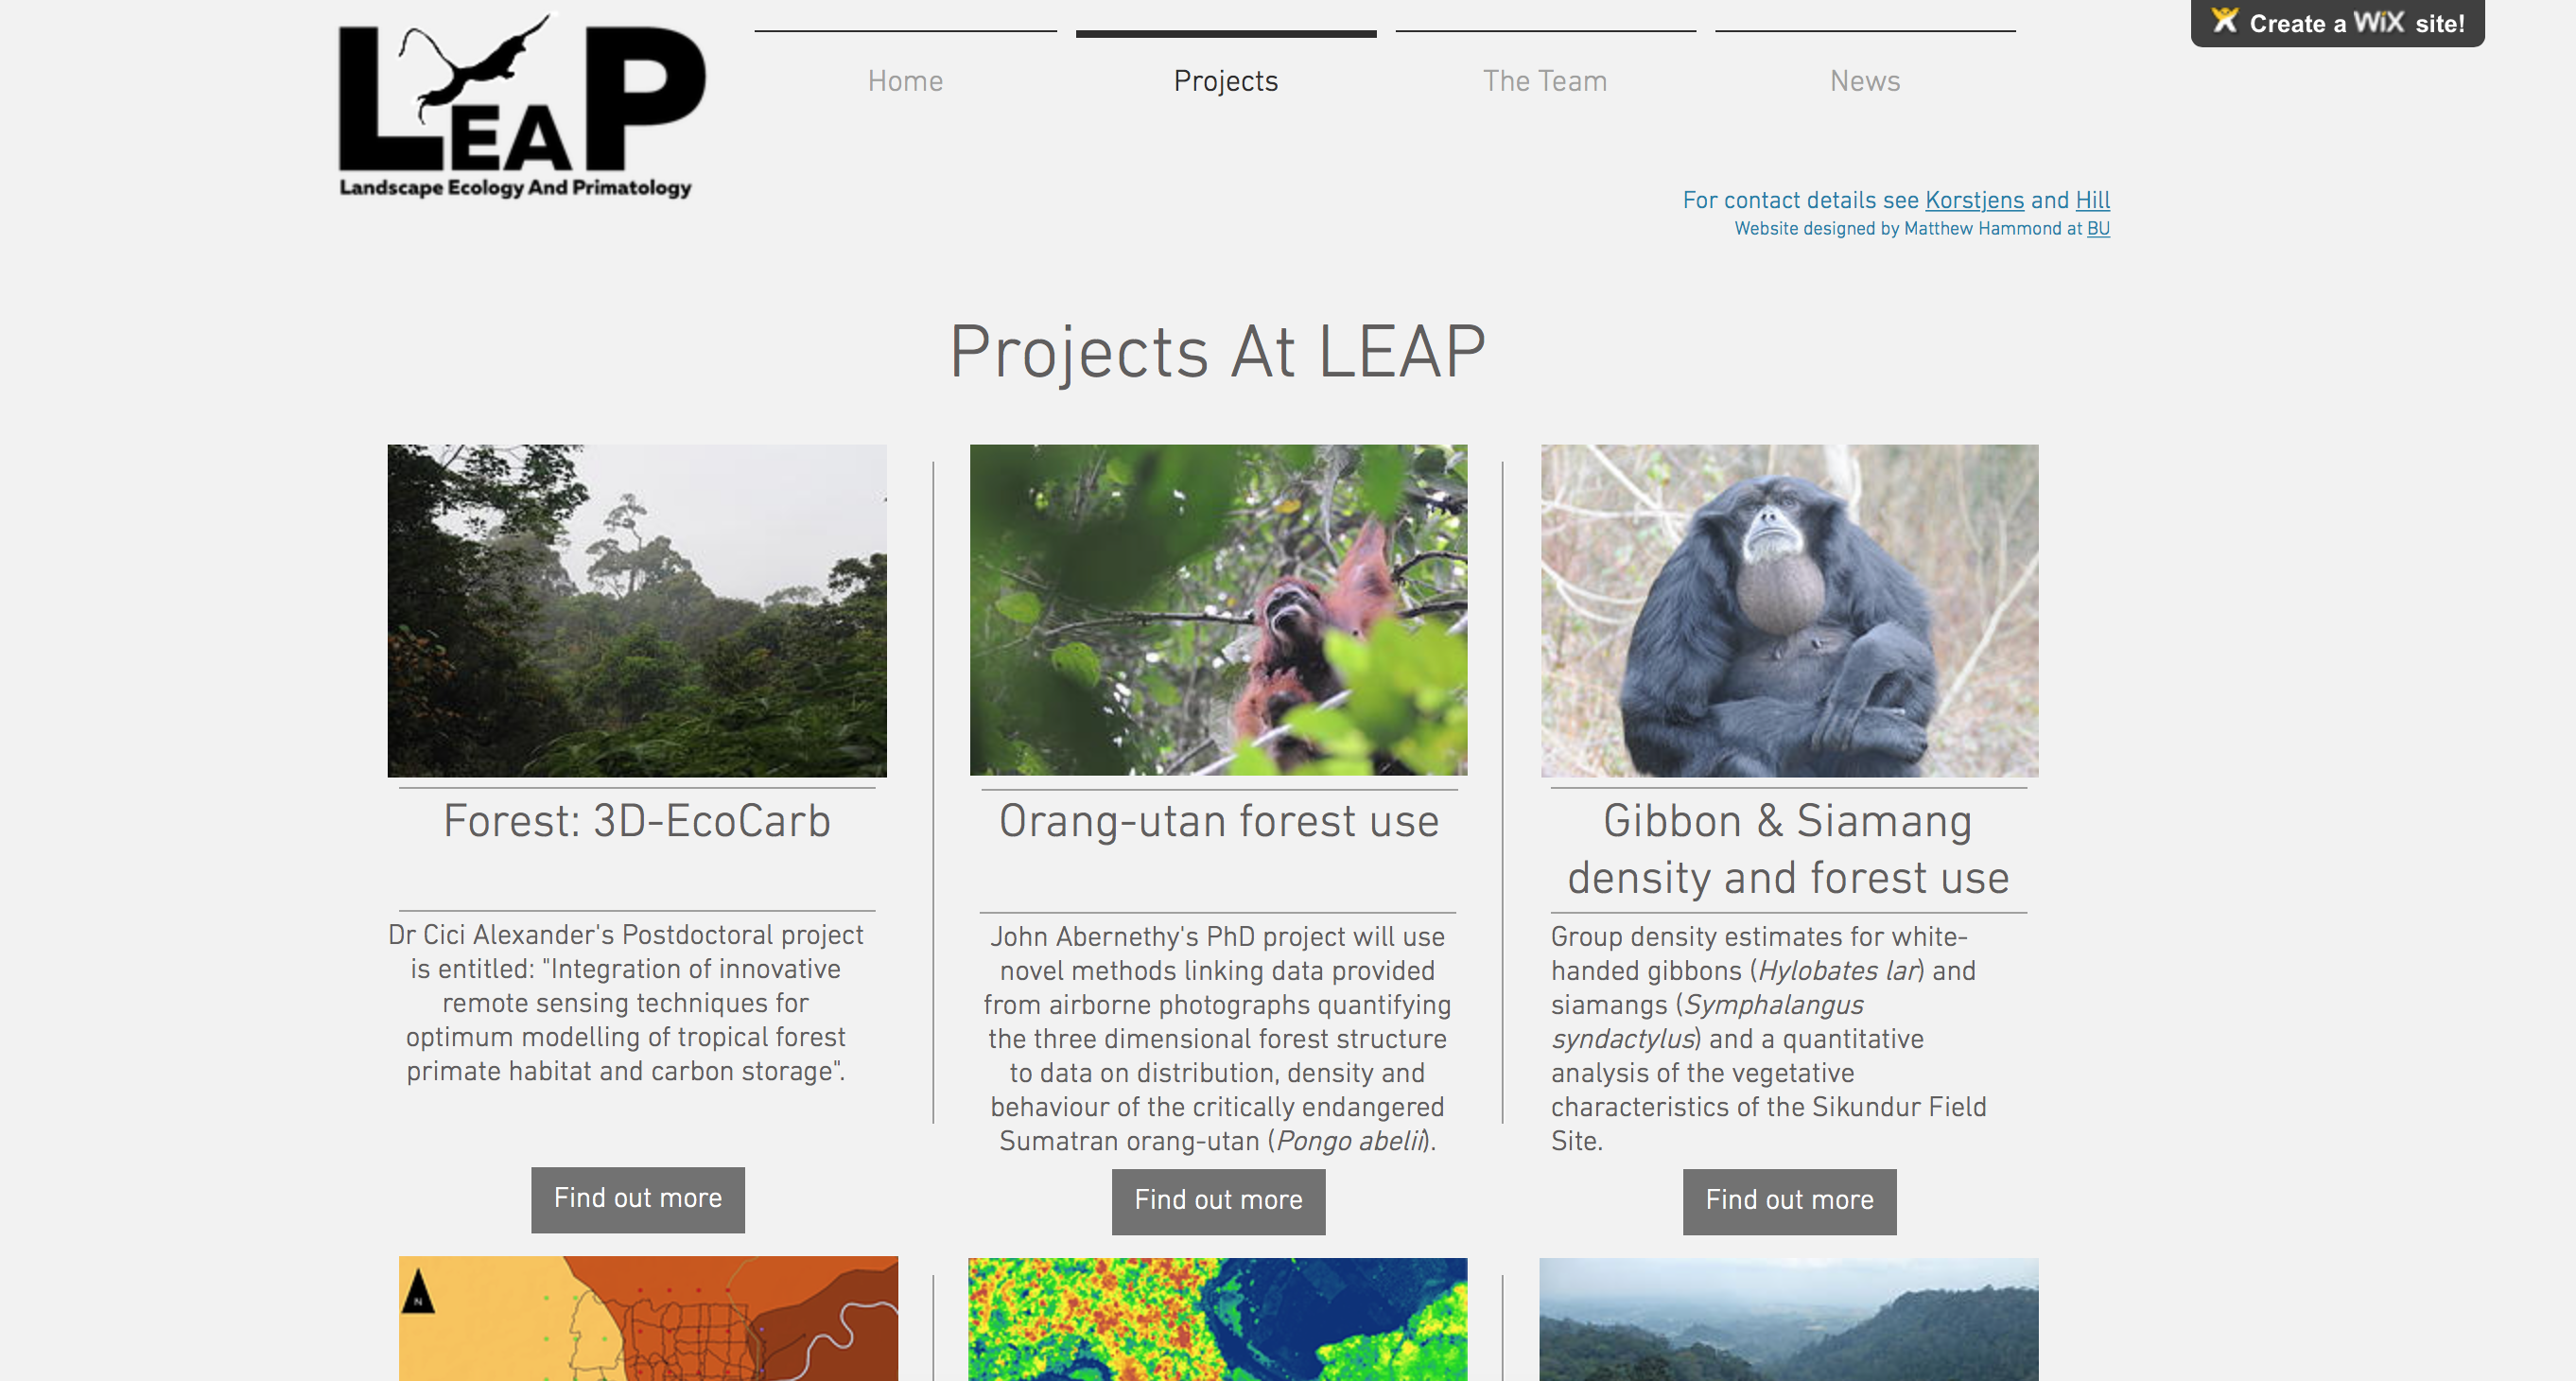 LEAP
Landscape Ecology And Primatology
Home
Projects
The Team
News
Create a WiX site!
For contact details see Korstjens and Hill
Website designed by Matthew Hammond at BU
Projects At LEAP
Forest: 3D-EcoCarb
Dr Cici Alexander's Postdoctoral project
is entitled: "Integration of innovative
remote sensing techniques for
optimum modelling of tropical forest
primate habitat and carbon storage".
Find out more
Orang-utan forest use
John Abernethy's PhD project will use
novel methods linking data provided
from airborne photographs quantifying
the three dimensional forest structure
to data on distribution, density and
behaviour of the critically endangered
Sumatran orang-utan (Pongo abelii).
Find out more
Gibbon & Siamang
density and forest use
Group density estimates for white-
handed gibbons (Hylobates lar) and
siamangs (Symphalangus
syndactylus) and a quantitative
analysis of the vegetative
characteristics of the Sikundur Field
Site.
Find out more
N